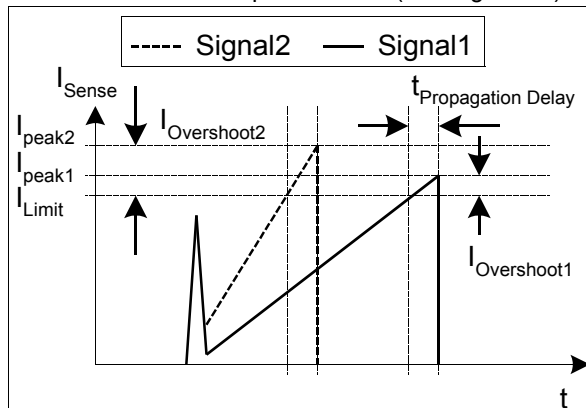 Signal2 Signal1
I Sense
t Propagation Delay
I Overshoot2
I peak2
I peak1
I Limit
I Overshoot1
t